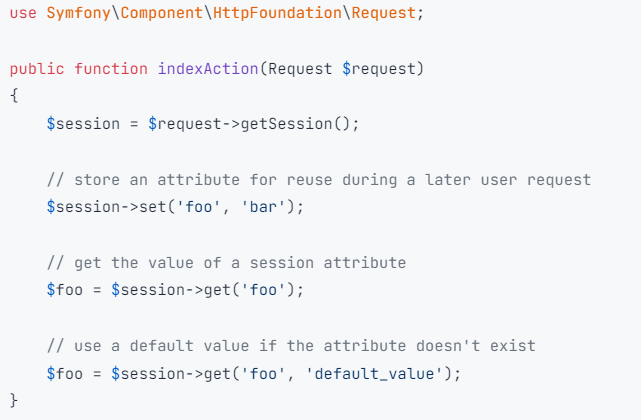 use Symfony\Component\HttpFoundation\Request;
public function indexAction(Request $request)
{
    $session = $request->getSession();
    // store an attribute for reuse during a later user request
    $session->set('foo', 'bar');
    // get the value of a session attribute
    $foo = $session->get('foo');
    // use a default value if the attribute doesn't exist
    $foo = $session->get('foo', 'default_value');
}